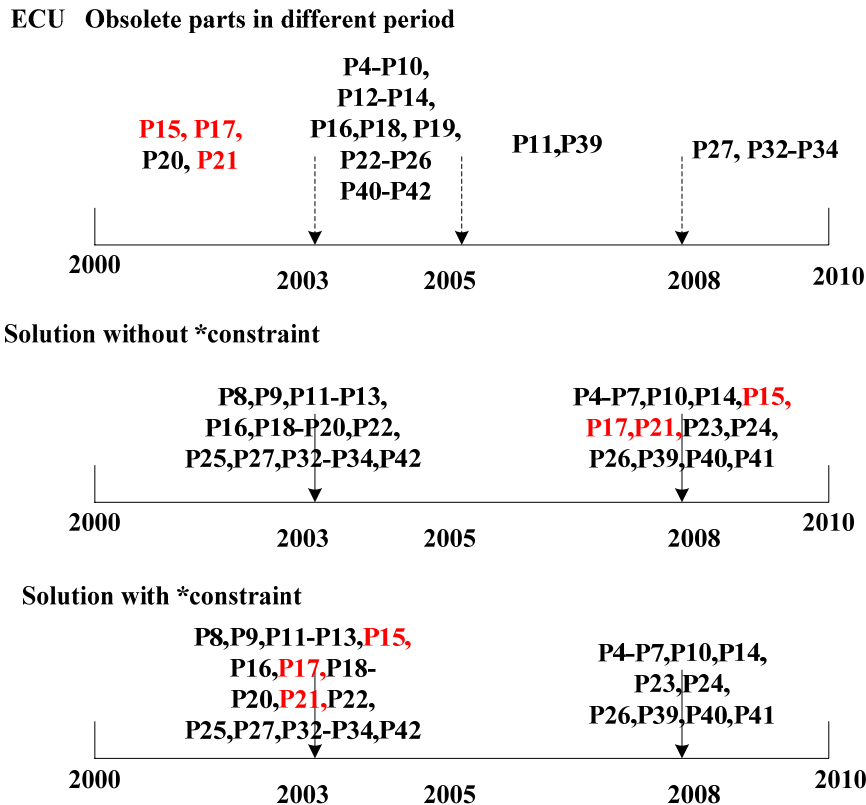 ECU Obsolete parts in different period
P15, P17,
P20, P21
P4-P10,
P12-P14,
P16,P18, P19,
P22-P26
P40-P42
P11,P39
P27, P32-P34
2000
2003
2005
2008
2010
Solution without *constraint
P8,P9,P11-P13,
P16,P18-P20,P22,
P25,P27,P32-P34,P42
P4-P7,P10,P14,P15,
P17,P21,P23,P24,
P26,P39,P40,P41
2000
2003
2005
2008
2010
Solution with *constraint
P8,P9,P11-P13,P15,
P16,P17,P18-
P20,P21,P22,
P25,P27,P32-P34,P42
P4-P7,P10,P14,
P23,P24,
P26,P39,P40,P41
2000
2003
2005
2008
2010